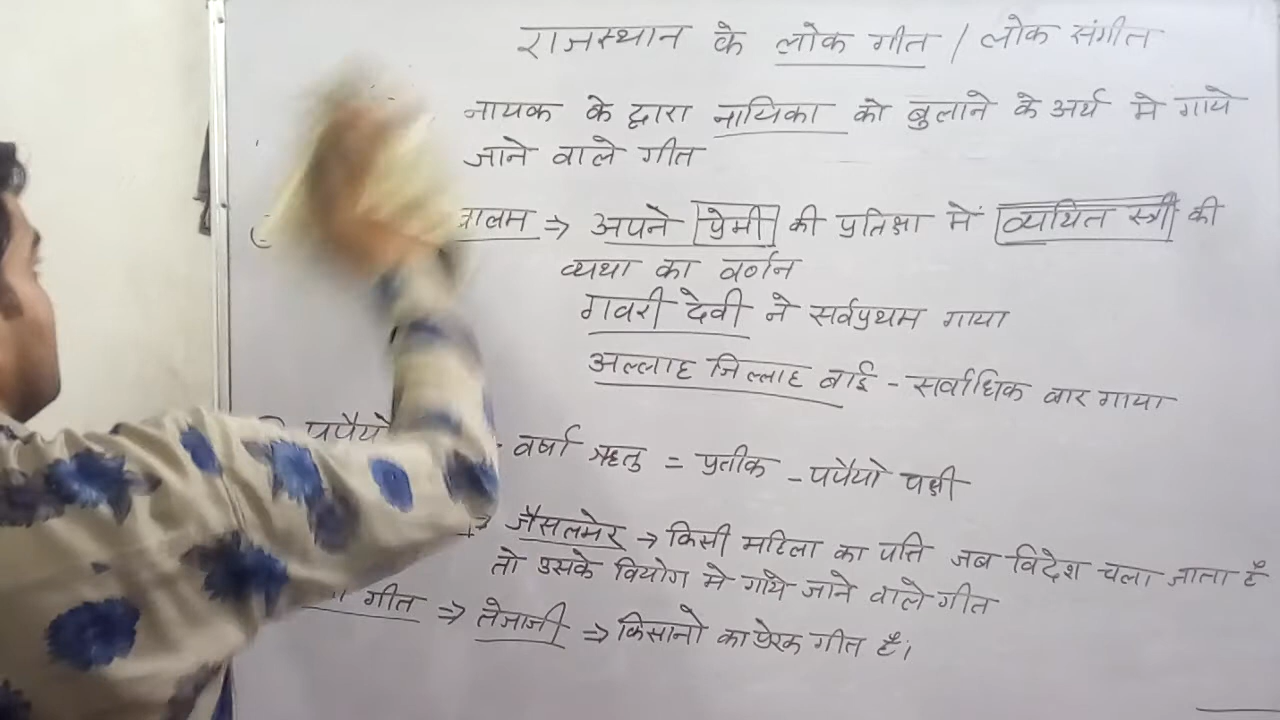 राजस्थान के लोक गीत / लोक संगीत
नायक के द्वारा नायिका को बुलाने के अर्थ मे गाये
जाने वाले गीत
बालम ⇒ अपने प्रेमी की प्रतिक्षा में व्यथित स्त्री की
व्यथा का वर्णन
गवरी देवी ने सर्वप्रथम गाया
अल्लाह जिल्लाह बाई - सर्वाधिक बार गाया
पपैयो - वर्षा ऋतु = प्रतीक - पपैयो पक्षी
⇒ जैसलमेर → किसी महिला का पति जब विदेश चला जाता है
तो उसके वियोग मे गाये जाने वाले गीत
गीत ⇒ तेजाजी ⇒ किसानो का प्रेरक गीत है।